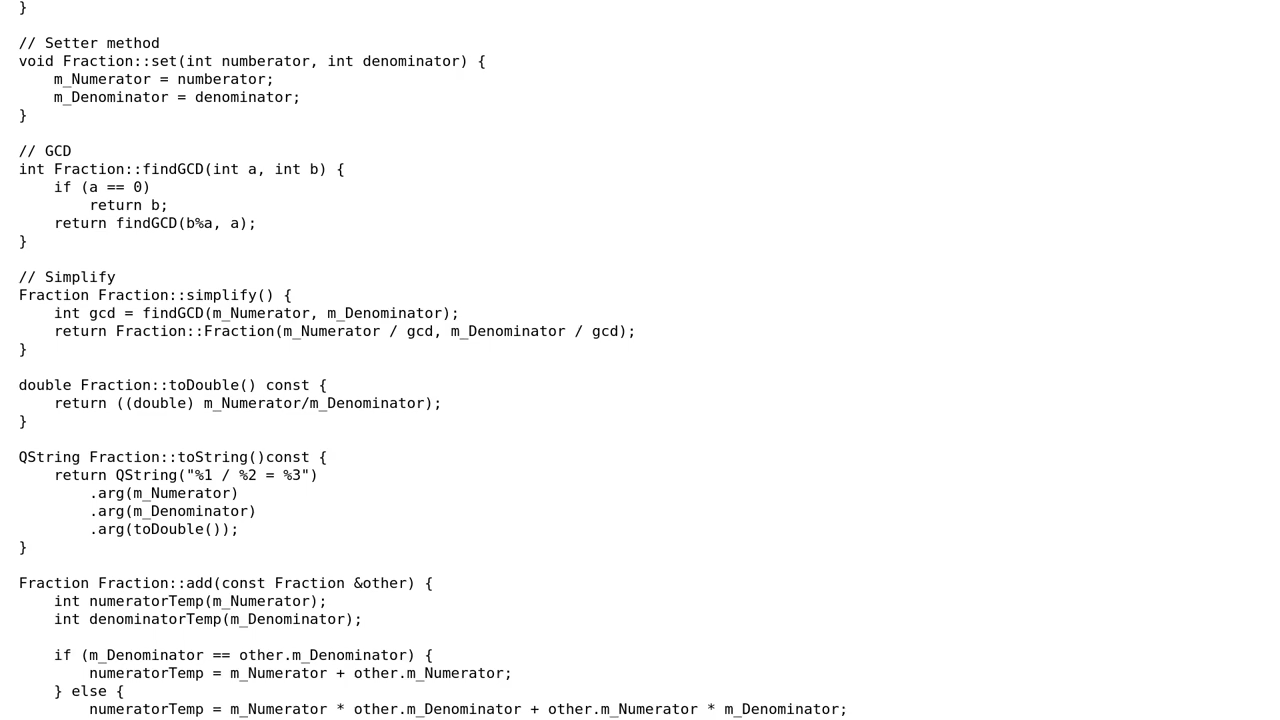 }
// Setter method
void Fraction::set(int numberator, int denominator) {
    m_Numerator = numberator;
    m_Denominator = denominator;
}
// GCD
int Fraction::findGCD(int a, int b) {
    if (a == 0)
        return b;
    return findGCD(b%a, a);
}
// Simplify
Fraction Fraction::simplify() {
    int gcd = findGCD(m_Numerator, m_Denominator);
    return Fraction::Fraction(m_Numerator / gcd, m_Denominator / gcd);
}
double Fraction::toDouble() const {
    return ((double) m_Numerator/m_Denominator);
}
QString Fraction::toString()const {
    return QString("%1 / %2 = %3")
        .arg(m_Numerator)
        .arg(m_Denominator)
        .arg(toDouble());
}
Fraction Fraction::add(const Fraction &other) {
    int numeratorTemp(m_Numerator);
    int denominatorTemp(m_Denominator);
    if (m_Denominator == other.m_Denominator) {
        numeratorTemp = m_Numerator + other.m_Numerator;
    } else {
        numeratorTemp = m_Numerator * other.m_Denominator + other.m_Numerator * m_Denominator;